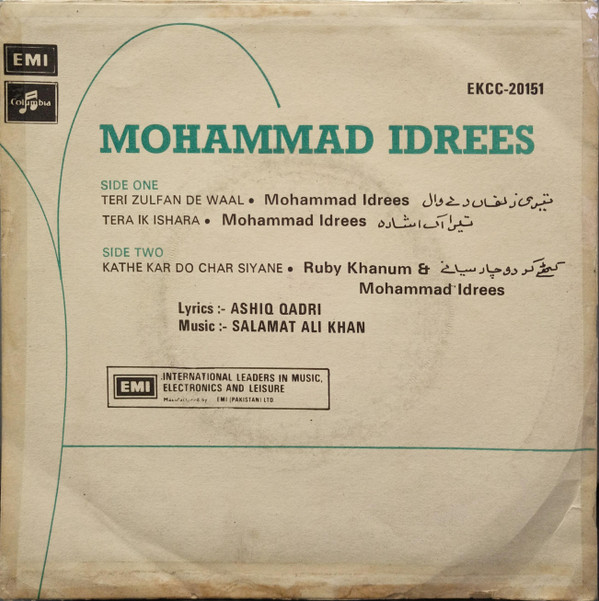 EMI
Columbia
EKCC-20151
MOHAMMAD IDREES
SIDE ONE
TERI ZULFAN DE WAAL • Mohammad Idrees تیری زلفاں دے وال
TERA IK ISHARA • Mohammad Idrees تیرا اک اشارہ
SIDE TWO
KATHE KAR DO CHAR SIYANE • Ruby Khanum & کٹھے کر دو چار سیانے
Mohammad Idrees
Lyrics :- ASHIQ QADRI
Music :- SALAMAT ALI KHAN
EMI INTERNATIONAL LEADERS IN MUSIC,
ELECTRONICS AND LEISURE
Manufactured by EMI (PAKISTAN) LTD